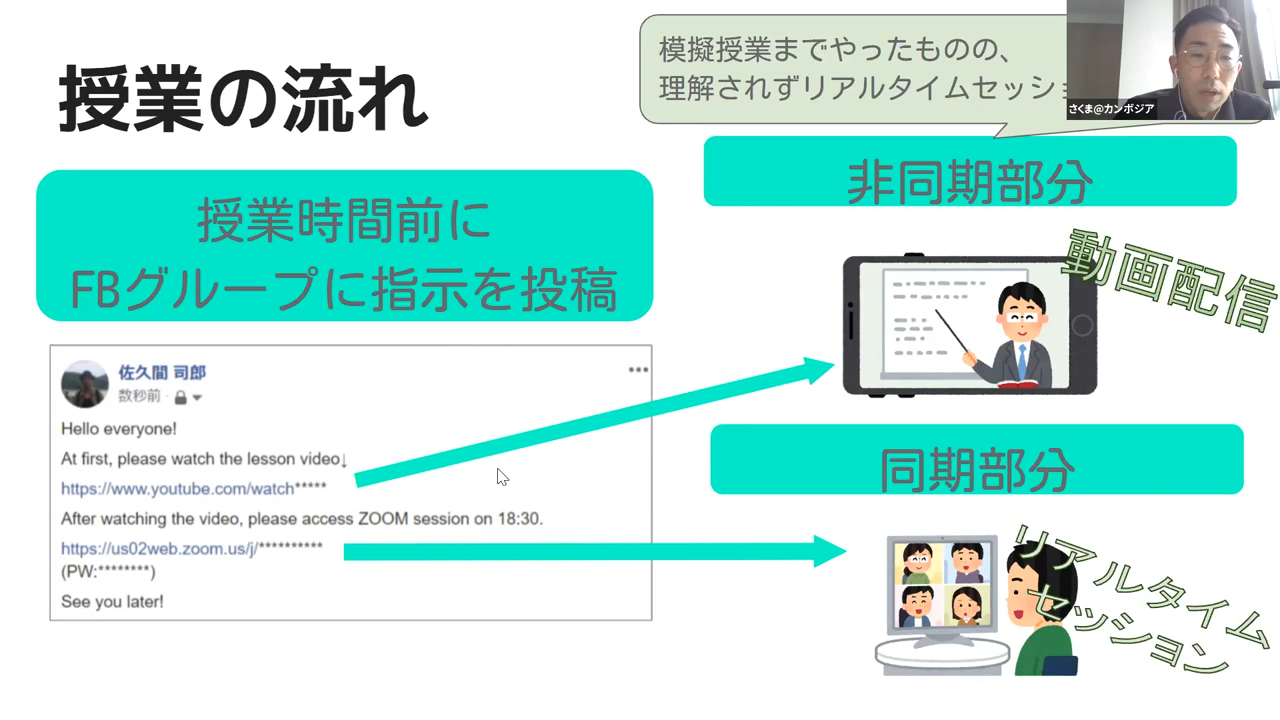 授業の流れ
模擬授業までやったものの、
理解されずリアルタイムセッショ
さくま@カンボジア
授業時間前に
FBグループに指示を投稿
佐久間 司郎
数秒前
Hello everyone!
At first, please watch the lesson video↓
https://www.youtube.com/watch*****
After watching the video, please access ZOOM session on 18:30.
https://us02web.zoom.us/j/**********
(PW:********)
See you later!
非同期部分
動画配信
同期部分
リアルタイム
セッション